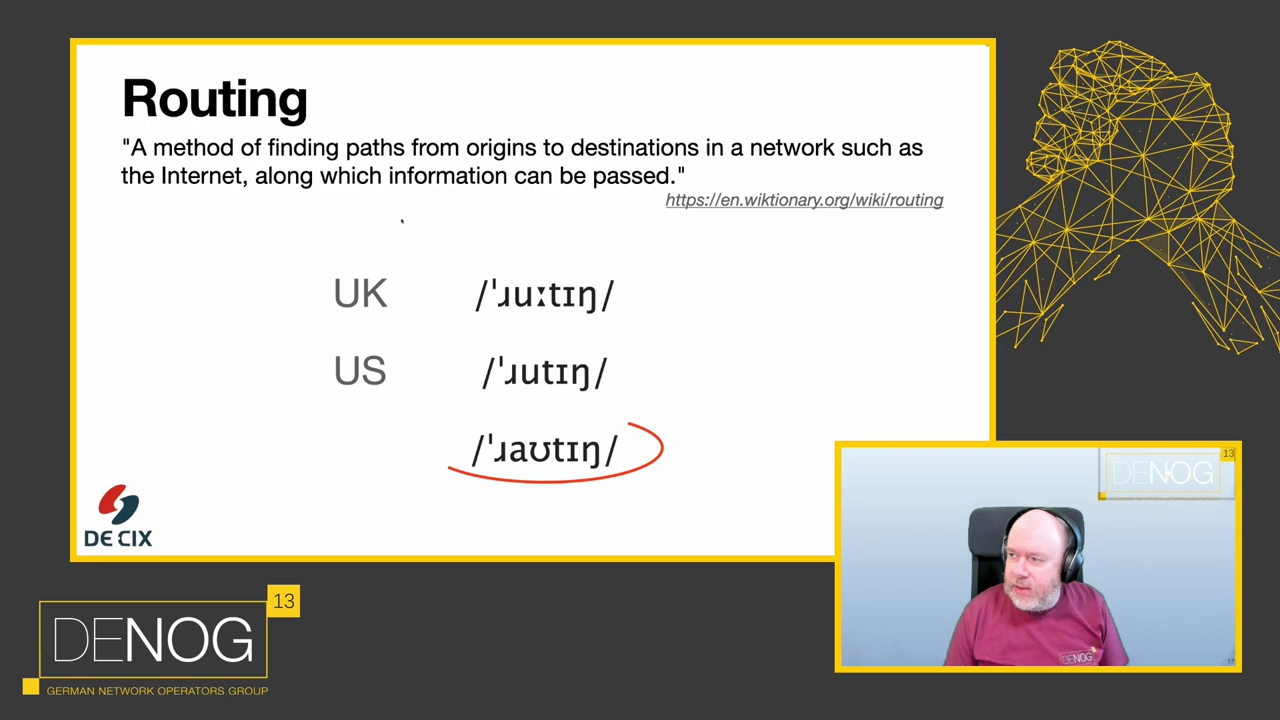 Routing
"A method of finding paths from origins to destinations in a network such as
the Internet, along which information can be passed."
https://en.wiktionary.org/wiki/routing
UK /ˈɹuːtɪŋ/
US /ˈɹutɪŋ/
/ˈɹaʊtɪŋ/
DE CIX
13
DENOG
DENOG
17
13
DENOG
GERMAN NETWORK OPERATORS GROUP